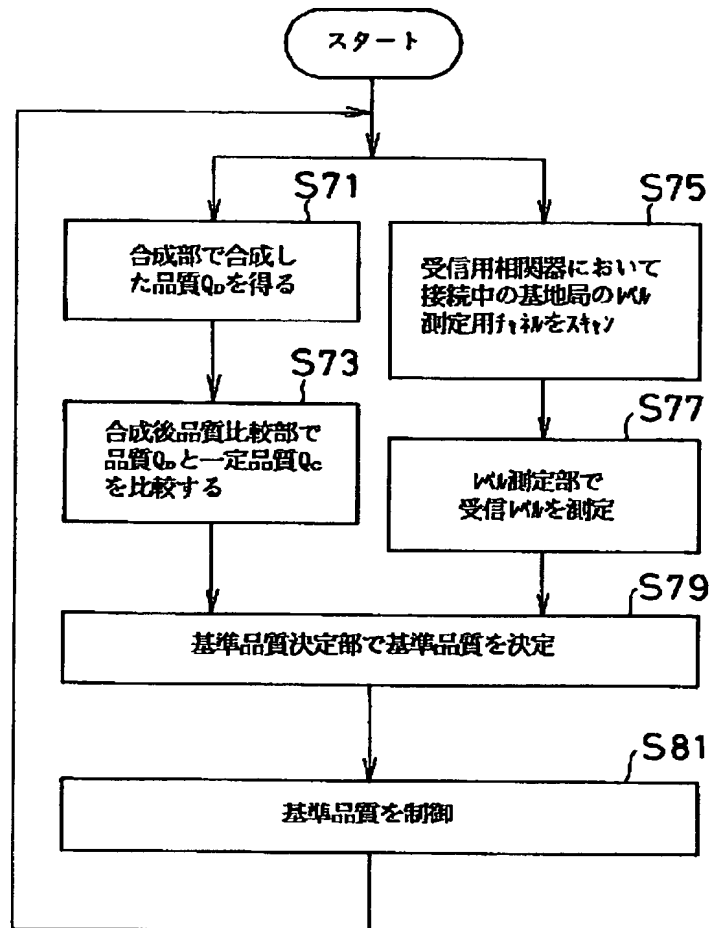 スタート
S71
合成部で合成し
た品質QDを得る
S73
合成後品質比較部で
品質QDと一定品質QC
を比較する
S75
受信用相関器において
接続中の基地局のﾚﾍﾞﾙ
測定用ﾁｬﾈﾙをｽｷｬﾝ
S77
ﾚﾍﾞﾙ測定部で
受信ﾚﾍﾞﾙを測定
S79
基準品質決定部で基準品質を決定
S81
基準品質を制御